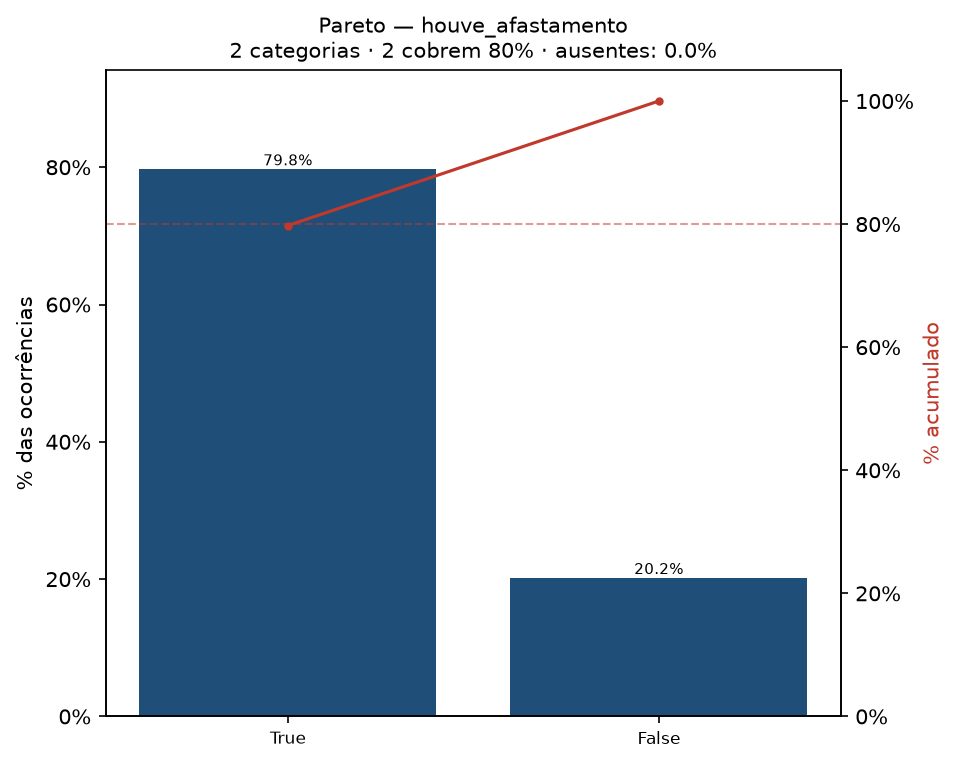 Pareto — houve_afastamento
2 categorias · 2 cobrem 80% · ausentes: 0.0%
% das ocorrências
80%
60%
40%
20%
0%
79.8%
20.2%
True
False
100%
80%
60%
40%
20%
0%
% acumulado